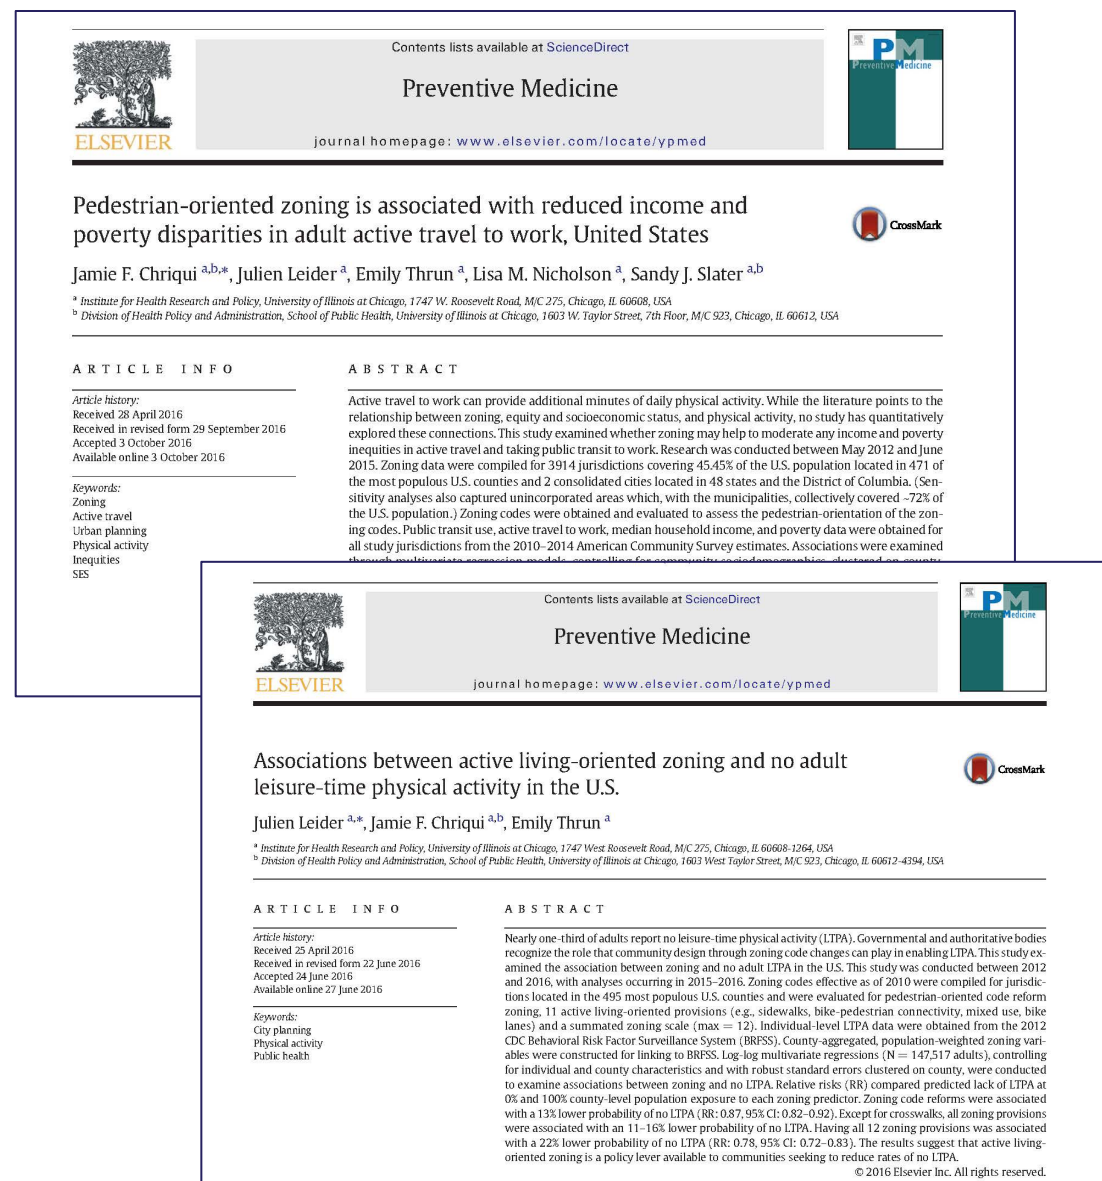 Contents lists available at ScienceDirect
Preventive Medicine
journal homepage: www.elsevier.com/locate/ypmed
ELSEVIER
PM
Preventive Medicine
Pedestrian-oriented zoning is associated with reduced income and
poverty disparities in adult active travel to work, United States
CrossMark
Jamie F. Chriqui a,b,*, Julien Leider a, Emily Thrun a, Lisa M. Nicholson a, Sandy J. Slater a,b
a Institute for Health Research and Policy, University of Illinois at Chicago, 1747 W. Roosevelt Road, M/C 275, Chicago, IL 60608, USA
b Division of Health Policy and Administration, School of Public Health, University of Illinois at Chicago, 1603 W. Taylor Street, 7th Floor, M/C 923, Chicago, IL 60612, USA
ARTICLE INFO
Article history:
Received 28 April 2016
Received in revised form 29 September 2016
Accepted 3 October 2016
Available online 3 October 2016
Keywords:
Zoning
Active travel
Urban planning
Physical activity
Inequities
SES
ABSTRACT
Active travel to work can provide additional minutes of daily physical activity. While the literature points to the
relationship between zoning, equity and socioeconomic status, and physical activity, no study has quantitatively
explored these connections. This study examined whether zoning may help to moderate any income and poverty
inequities in active travel and taking public transit to work. Research was conducted between May 2012 and June
2015. Zoning data were compiled for 3914 jurisdictions covering 45.45% of the U.S. population located in 471 of
the most populous U.S. counties and 2 consolidated cities located in 48 states and the District of Columbia. (Sen-
sitivity analyses also captured unincorporated areas which, with the municipalities, collectively covered ~72% of
the U.S. population.) Zoning codes were obtained and evaluated to assess the pedestrian-orientation of the zon-
ing codes. Public transit use, active travel to work, median household income, and poverty data were obtained for
all study jurisdictions from the 2010–2014 American Community Survey estimates. Associations were examined
through multivariate regression models, controlling for community sociodemographics, clustered on county,
Contents lists available at ScienceDirect
Preventive Medicine
journal homepage: www.elsevier.com/locate/ypmed
ELSEVIER
PM
Preventive Medicine
Associations between active living-oriented zoning and no adult
leisure-time physical activity in the U.S.
CrossMark
Julien Leider a,*, Jamie F. Chriqui a,b, Emily Thrun a
a Institute for Health Research and Policy, University of Illinois at Chicago, 1747 West Roosevelt Road, M/C 275, Chicago, IL 60608-1264, USA
b Division of Health Policy and Administration, School of Public Health, University of Illinois at Chicago, 1603 West Taylor Street, M/C 923, Chicago, IL 60612-4394, USA
ARTICLE INFO
Article history:
Received 25 April 2016
Received in revised form 22 June 2016
Accepted 24 June 2016
Available online 27 June 2016
Keywords:
City planning
Physical activity
Public health
ABSTRACT
Nearly one-third of adults report no leisure-time physical activity (LTPA). Governmental and authoritative bodies
recognize the role that community design through zoning code changes can play in enabling LTPA. This study ex-
amined the association between zoning and no adult LTPA in the U.S. This study was conducted between 2012
and 2016, with analyses occurring in 2015–2016. Zoning codes effective as of 2010 were compiled for jurisdic-
tions located in the 495 most populous U.S. counties and were evaluated for pedestrian-oriented code reform
zoning, 11 active living-oriented provisions (e.g., sidewalks, bike-pedestrian connectivity, mixed use, bike
lanes) and a summated zoning scale (max = 12). Individual-level LTPA data were obtained from the 2012
CDC Behavioral Risk Factor Surveillance System (BRFSS). County-aggregated, population-weighted zoning vari-
ables were constructed for linking to BRFSS. Log-log multivariate regressions (N = 147,517 adults), controlling
for individual and county characteristics and with robust standard errors clustered on county, were conducted
to examine associations between zoning and no LTPA. Relative risks (RR) compared predicted lack of LTPA at
0% and 100% county-level population exposure to each zoning predictor. Zoning code reforms were associated
with a 13% lower probability of no LTPA (RR: 0.87, 95% CI: 0.82–0.92). Except for crosswalks, all zoning provisions
were associated with an 11–16% lower probability of no LTPA. Having all 12 zoning provisions was associated
with a 22% lower probability of no LTPA (RR: 0.78, 95% CI: 0.72–0.83). The results suggest that active living-
oriented zoning is a policy lever available to communities seeking to reduce rates of no LTPA.
© 2016 Elsevier Inc. All rights reserved.